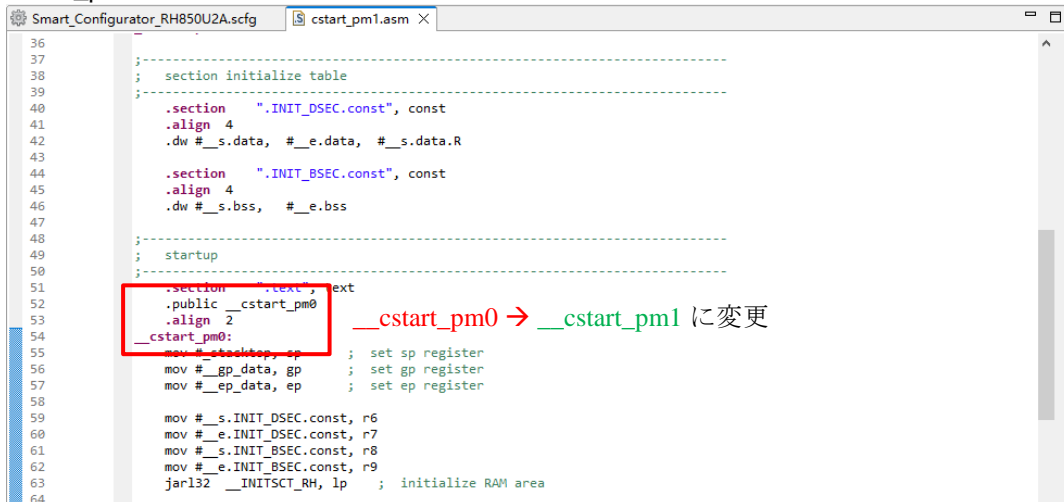 Smart_Configurator_RH850U2A.scfg cstart_pm1.asm
36
37 ;-----------------------------------------------------------------------
38 ; section initialize table
39 ;-----------------------------------------------------------------------
40 .section ".INIT_DSEC.const", const
41 .align 4
42 .dw #__s.data, #__e.data, #__s.data.R
43
44 .section ".INIT_BSEC.const", const
45 .align 4
46 .dw #__s.bss, #__e.bss
47
48 ;-----------------------------------------------------------------------
49 ; startup
50 ;-----------------------------------------------------------------------
51 .section ".text", text
52 .public __cstart_pm0
53 .align 2
__cstart_pm0 → __cstart_pm1 に変更
54 __cstart_pm0:
55 mov #_stacktop, sp ; set sp register
56 mov #__gp_data, gp ; set gp register
57 mov #__ep_data, ep ; set ep register
58
59 mov #__s.INIT_DSEC.const, r6
60 mov #__e.INIT_DSEC.const, r7
61 mov #__s.INIT_BSEC.const, r8
62 mov #__e.INIT_BSEC.const, r9
63 jarl32 __INITSCT_RH, lp ; initialize RAM area
64